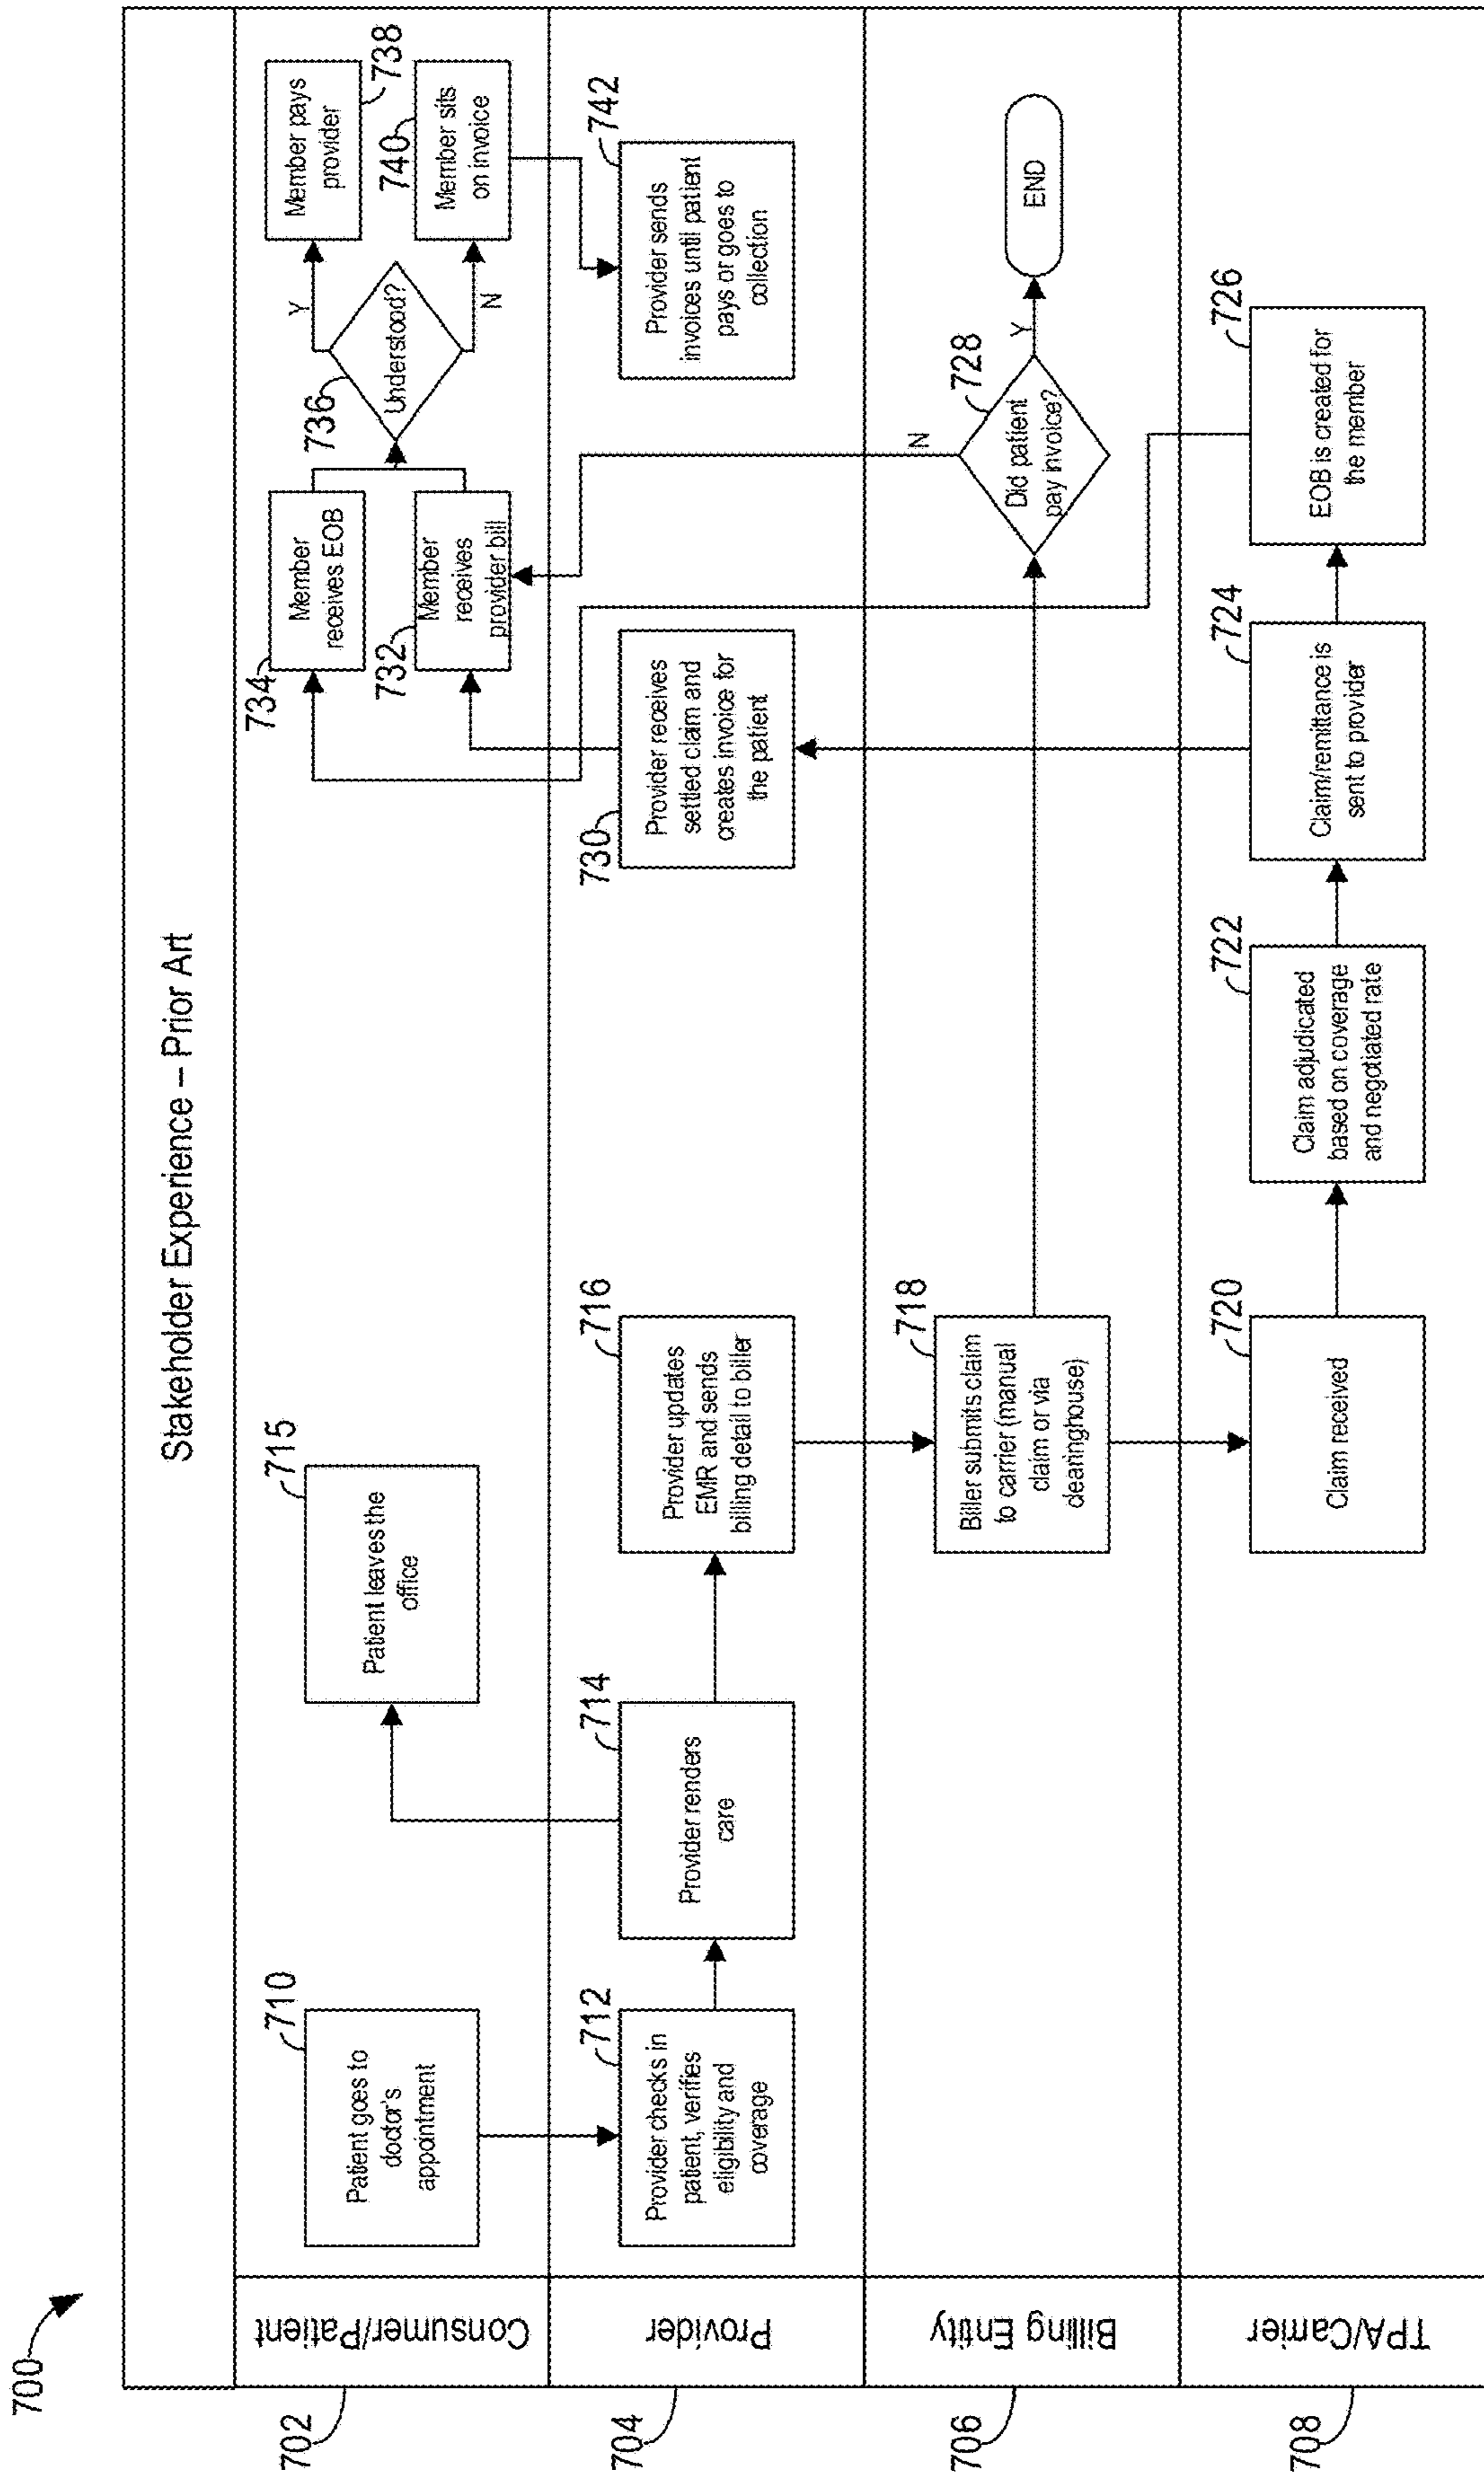 700
Stakeholder Experience – Prior Art
702
Consumer/Patient
710
Patient goes to
doctor's
appointment
715
Patient leaves the
office
734
Member
receives EOB
732
Member
receives
provider bill
736
Understood?
Y
N
Member pays
provider
738
740
Member sits
on invoice
704
Provider
712
Provider checks in
patient, verifies
eligibility and
coverage
714
Provider renders
care
716
Provider updates
EMR and sends
billing detail to biller
730
Provider receives
settled claim and
creates invoice for
the patient
742
Provider sends
invoices until patient
pays or goes to
collection
706
Billing Entity
718
Biller submits claim
to carrier (manual
claim or via
clearinghouse)
728
Did patient
pay invoice?
N
Y
END
708
TPA/Carrier
720
Claim received
722
Claim adjudicated
based on coverage
and negotiated rate
724
Claim/remittance is
sent to provider
726
EOB is created for
the member